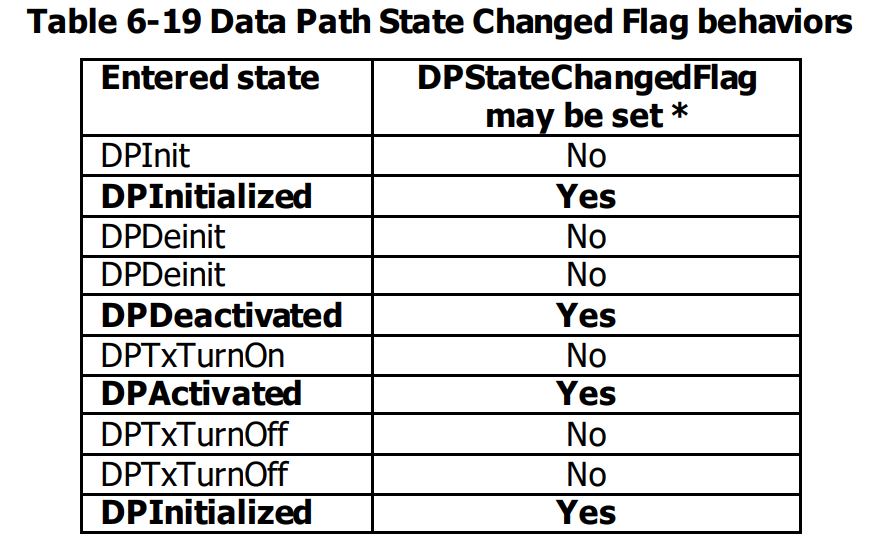 Table 6-19 Data Path State Changed Flag behaviors
Entered state DPStateChangedFlag
may be set *
DPInit No
DPInitialized Yes
DPDeinit No
DPDeinit No
DPDeactivated Yes
DPTxTurnOn No
DPActivated Yes
DPTxTurnOff No
DPTxTurnOff No
DPInitialized Yes